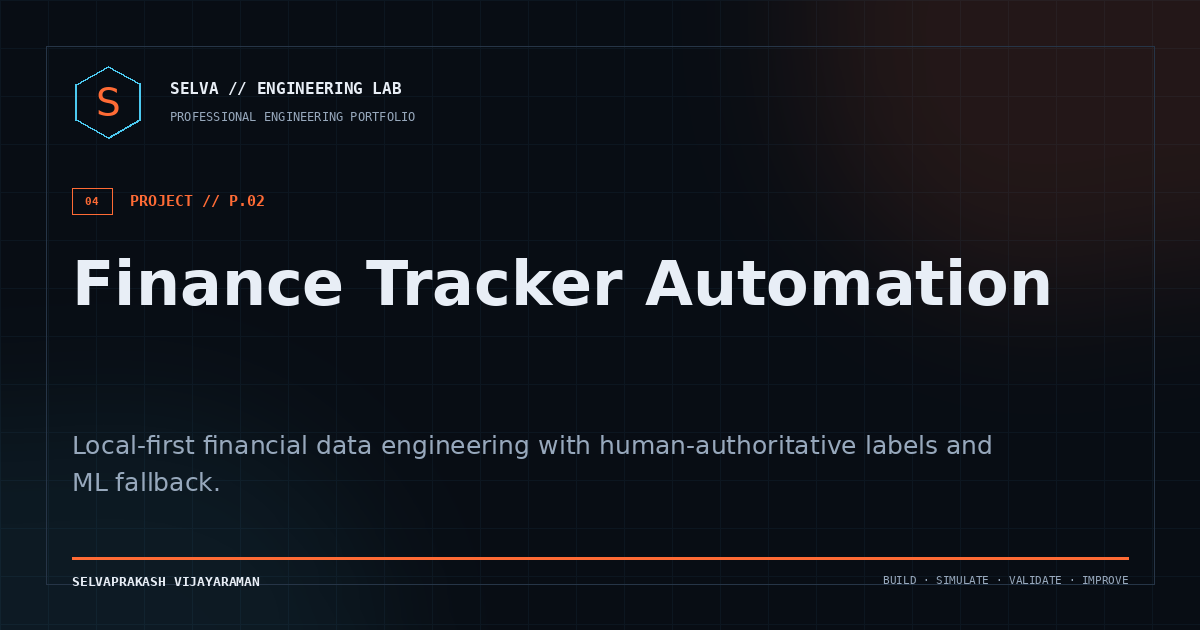 S
SELVA // ENGINEERING LAB
PROFESSIONAL ENGINEERING PORTFOLIO
04
PROJECT // P.02
Finance Tracker Automation
Local-first financial data engineering with human-authoritative labels and
ML fallback.
SELVAPRAKASH VIJAYARAMAN
BUILD · SIMULATE · VALIDATE · IMPROVE